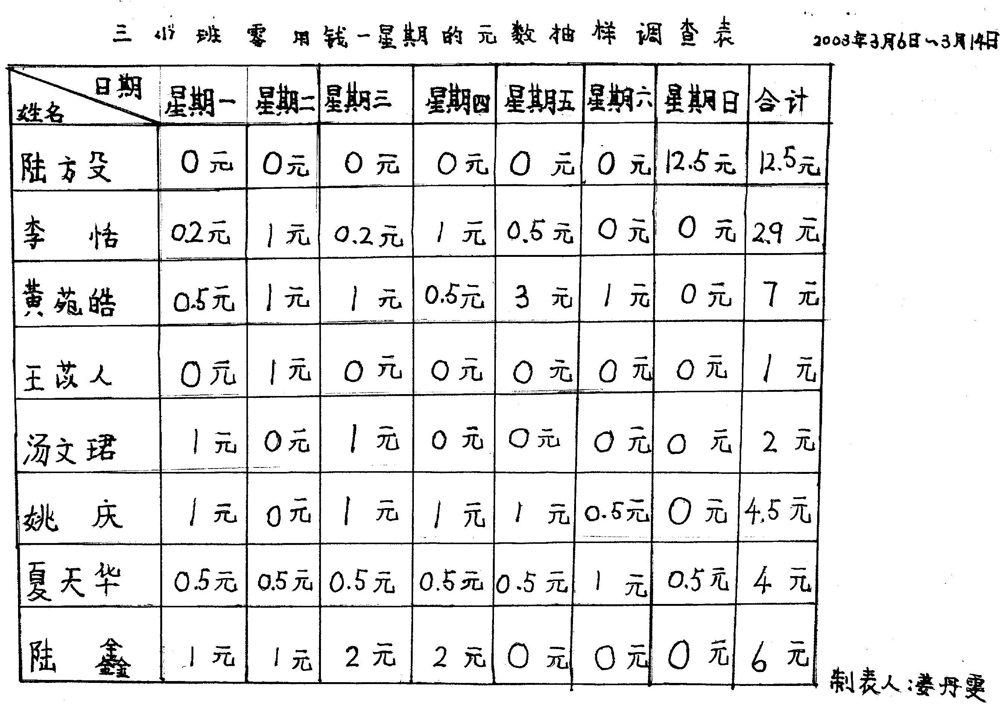 三小班零用钱一星期的元数抽样调查表 2003年3月6日~3月14日
日期 星期一 星期二 星期三 星期四 星期五 星期六 星期日 合计
姓名
陆方殳 0元 0元 0元 0元 0元 0元 12.5元 12.5元
李恬 0.2元 1元 0.2元 1元 0.5元 0元 0元 2.9元
黄苑皓 0.5元 1元 1元 0.5元 3元 1元 0元 7元
王苡人 0元 1元 0元 0元 0元 0元 0元 1元
汤文珺 1元 0元 1元 0元 0元 0元 0元 2元
姚庆 1元 0元 1元 1元 1元 0.5元 0元 4.5元
夏天华 0.5元 0.5元 0.5元 0.5元 0.5元 1元 0.5元 4元
陆鑫 1元 1元 2元 2元 0元 0元 0元 6元
制表人:姜丹雯